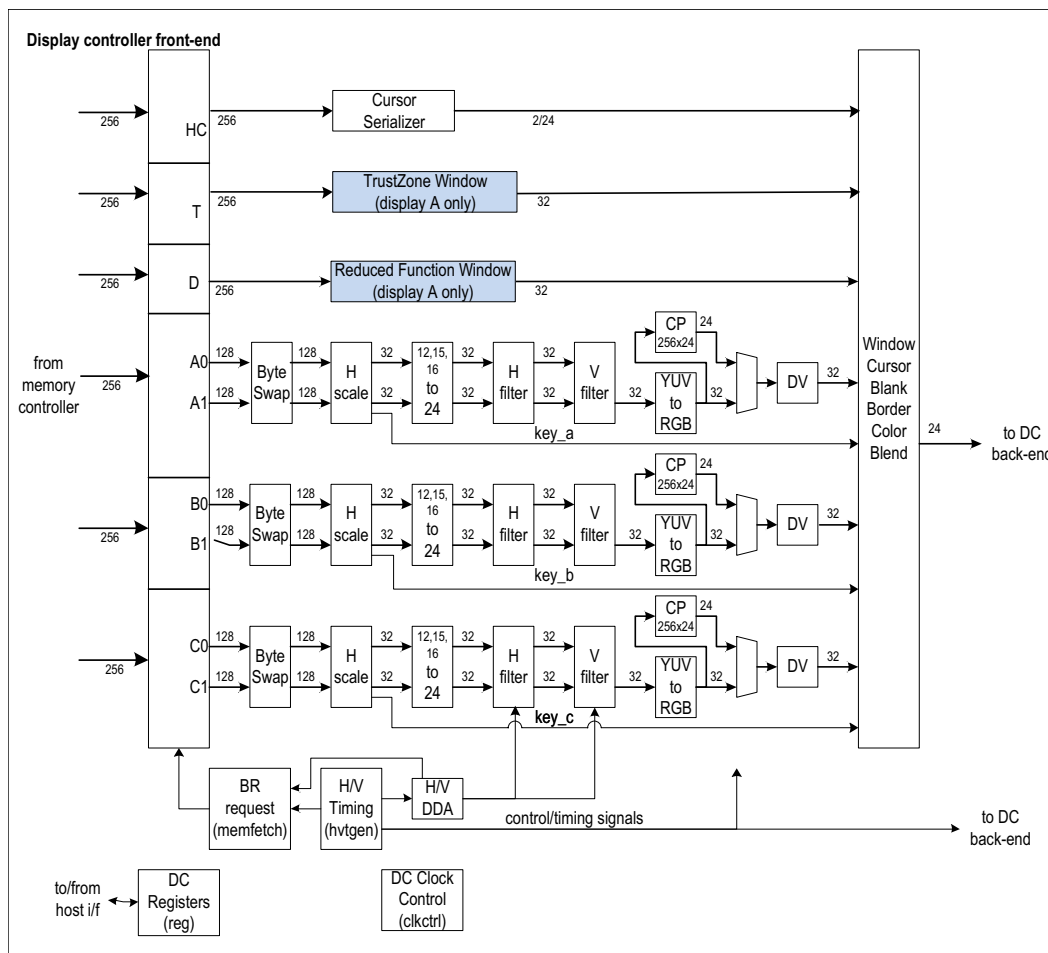 Display controller front-end
256
HC
256
Cursor
Serializer
2/24
256
T
256
TrustZone Window
(display A only)
32
256
D
256
Reduced Function Window
(display A only)
32
from
memory
controller
256
A0
128
A1
128
Byte
Swap
128
128
H
scale
32
32
12,15,
16
to
24
32
32
H
filter
32
32
V
filter
32
CP
256x24
24
YUV
to
RGB
32
DV
32
key_a
256
B0
128
B1
128
Byte
Swap
128
128
H
scale
32
32
12,15,
16
to
24
32
32
H
filter
32
32
V
filter
32
CP
256x24
24
YUV
to
RGB
32
DV
32
key_b
256
C0
128
C1
128
Byte
Swap
128
128
H
scale
32
32
12,15,
16
to
24
32
32
H
filter
32
32
V
filter
32
CP
256x24
24
YUV
to
RGB
32
DV
32
key_c
Window
Cursor
Blank
Border
Color
Blend
24
to DC
back-end
BR
request
(memfetch)
H/V
Timing
(hvtgen)
H/V
DDA
control/timing signals
to DC
back-end
to/from
host i/f
DC
Registers
(reg)
DC Clock
Control
(clkctrl)